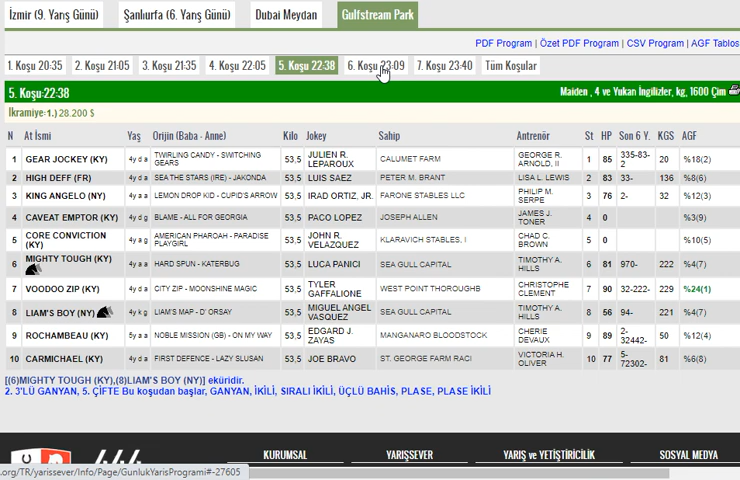 İzmir (9. Yarış Günü) Şanlıurfa (6. Yarış Günü) Dubai Meydan Gulfstream Park
PDF Program | Özet PDF Program | CSV Program | AGF Tablos
1. Koşu 20:35 2. Koşu 21:05 3. Koşu 21:35 4. Koşu 22:05 5. Koşu 22:38 6. Koşu 23:09 7. Koşu 23:40 Tüm Koşular
5. Koşu:22:38 Maiden , 4 ve Yukarı İngilizler, kg, 1600 Çim
İkramiye:1.) 28.200 $
N At İsmi Yaş Orijin (Baba - Anne) Kilo Jokey Sahip Antrenör St HP Son 6 Y. KGS AGF
1 GEAR JOCKEY (KY) 4y d a TWIRLING CANDY - SWITCHING GEARS 53,5 JULIEN R. LEPAROUX CALUMET FARM GEORGE R. ARNOLD, II 1 85 335-83-2 20 %18(2)
2 HIGH DEFF (FR) 4y d a SEA THE STARS (IRE) - JAKONDA 53,5 LUIS SAEZ PETER M. BRANT LISA L. LEWIS 2 83 33- 136 %8(6)
3 KING ANGELO (NY) 4y a a LEMON DROP KID - CUPID'S ARROW 53,5 IRAD ORTIZ, JR. FARONE STABLES LLC PHILIP M. SERPE 3 76 2- 32 %12(3)
4 CAVEAT EMPTOR (KY) 4y d g BLAME - ALL FOR GEORGIA 53,5 PACO LOPEZ JOSEPH ALLEN JAMES J. TONER 4 0 %3(9)
5 CORE CONVICTION (KY) 4y a g AMERICAN PHAROAH - PARADISE PLAYGIRL 53,5 JOHN R. VELAZQUEZ KLARAVICH STABLES, I CHAD C. BROWN 5 0 %10(5)
6 MIGHTY TOUGH (KY) 4y a a HARD SPUN - KATERBUG 53,5 LUCA PANICI SEA GULL CAPITAL TIMOTHY A. HILLS 6 81 970- 222 %4(7)
7 VOODOO ZIP (KY) 4y d a CITY ZIP - MOONSHINE MAGIC 53,5 TYLER GAFFALIONE WEST POINT THOROUGHB CHRISTOPHE CLEMENT 7 90 32-222- 229 %24(1)
8 LIAM'S BOY (NY) 4y k g LIAM'S MAP - D' ORSAY 53,5 MIGUEL ANGEL VASQUEZ SEA GULL CAPITAL TIMOTHY A. HILLS 8 56 94- 221 %4(7)
9 ROCHAMBEAU (KY) 5y a a NOBLE MISSION (GB) - ON MY WAY 53,5 EDGARD J. ZAYAS MANGANARO BLOODSTOCK CHERIE DEVAUX 9 89 2-32442- 50 %12(4)
10 CARMICHAEL (KY) 4y d a FIRST DEFENCE - LAZY SLUSAN 53,5 JOE BRAVO ST. GEORGE FARM RACI VICTORIA H. OLIVER 10 77 5-72302- 81 %6(8)
[(6)MIGHTY TOUGH (KY),(8)LIAM'S BOY (NY)] eküridir.
2. 3'LÜ GANYAN, 5. ÇİFTE Bu koşudan başlar, GANYAN, İKİLİ, SIRALI İKİLİ, ÜÇLÜ BAHİS, PLASE, PLASE İKİLİ
KURUMSAL YARIŞSEVER YARIŞ ve YETİŞTİRİCİLİK SOSYAL MEDYA
.org/TR/yarissever/Info/Page/GunlukYarisProgrami#-27605